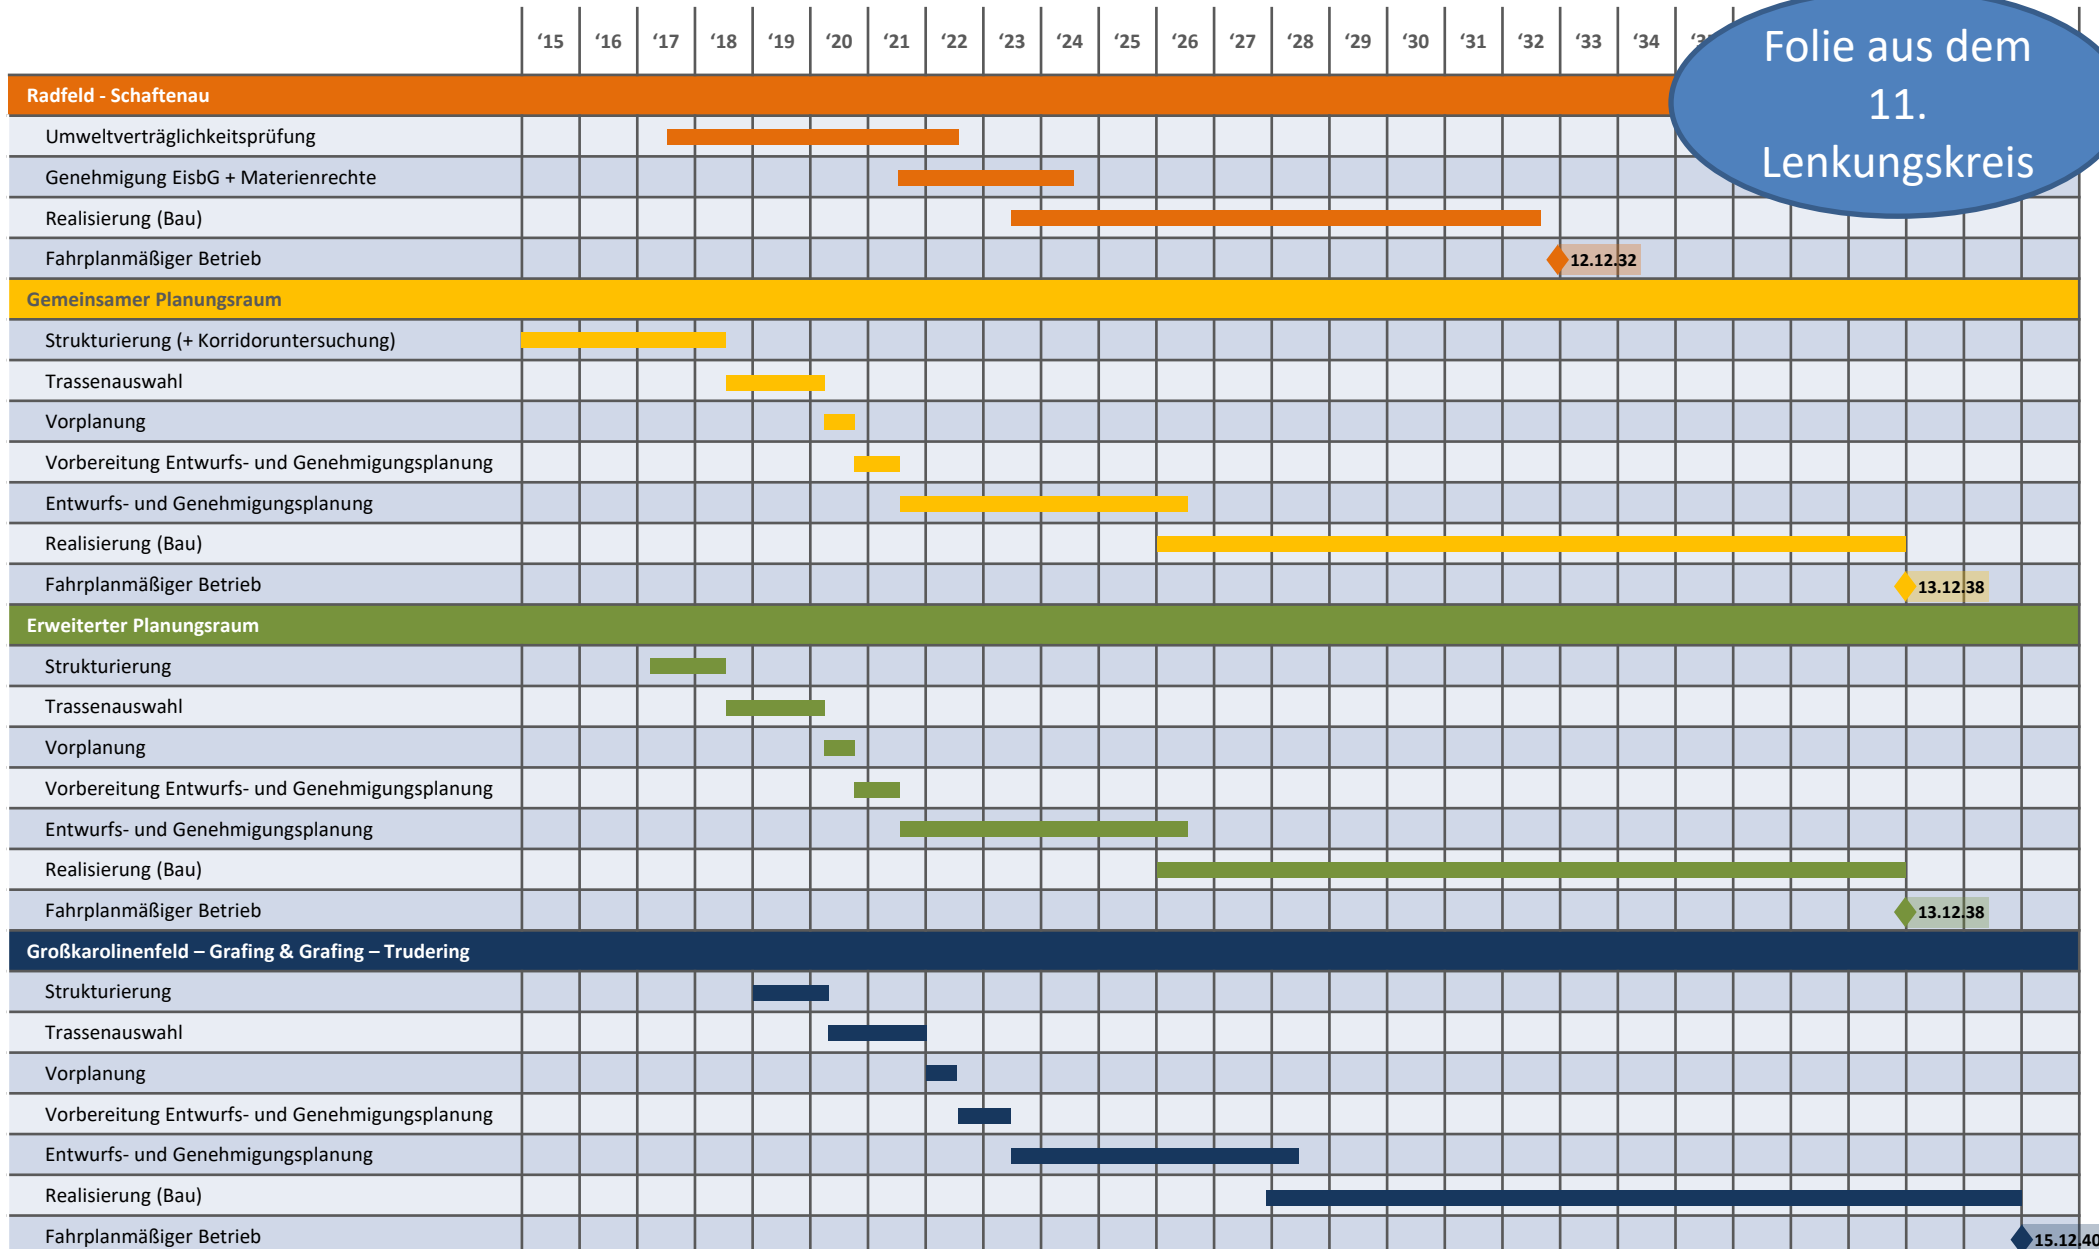 ‘15 ‘16 ‘17 ‘18 ‘19 ‘20 ‘21 ‘22 ‘23 ‘24 ‘25 ‘26 ‘27 ‘28 ‘29 ‘30 ‘31 ‘32 ‘33 ‘34
Folie aus dem
11.
Lenkungskreis
Radfeld - Schaftenau
Umweltverträglichkeitsprüfung
Genehmigung EisbG + Materienrechte
Realisierung (Bau)
Fahrplanmäßiger Betrieb 12.12.32
Gemeinsamer Planungsraum
Strukturierung (+ Korridoruntersuchung)
Trassenauswahl
Vorplanung
Vorbereitung Entwurfs- und Genehmigungsplanung
Entwurfs- und Genehmigungsplanung
Realisierung (Bau)
Fahrplanmäßiger Betrieb 13.12.38
Erweiterter Planungsraum
Strukturierung
Trassenauswahl
Vorplanung
Vorbereitung Entwurfs- und Genehmigungsplanung
Entwurfs- und Genehmigungsplanung
Realisierung (Bau)
Fahrplanmäßiger Betrieb 13.12.38
Großkarolinenfeld – Grafing & Grafing – Trudering
Strukturierung
Trassenauswahl
Vorplanung
Vorbereitung Entwurfs- und Genehmigungsplanung
Entwurfs- und Genehmigungsplanung
Realisierung (Bau)
Fahrplanmäßiger Betrieb 15.12.40